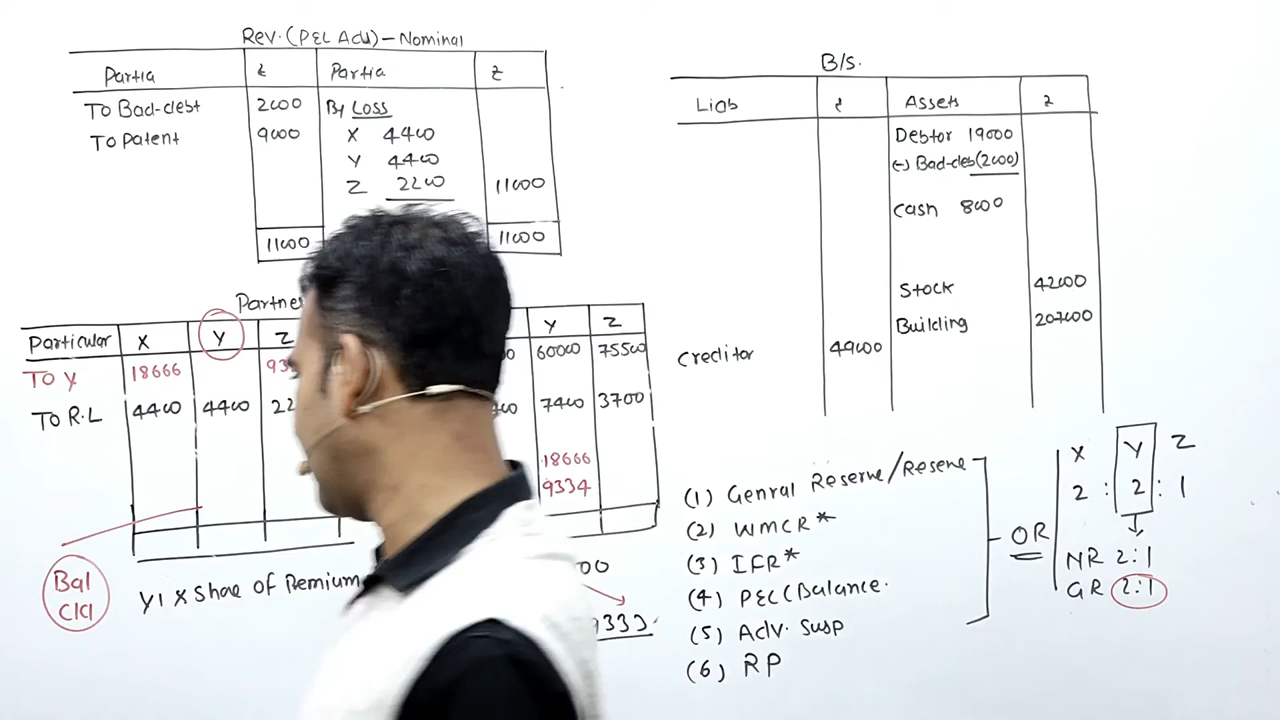 Rev. (P&L Adj) - Nominal
Partia ₹ Partia ₹
To Bad-debt 2000 By Loss
To Patent 9000 X 4400
Y 4400
Z 2200 11000
11000 11000
Particular X Y Z Y Z
60000 75500
To Y 18666
To R.L 4400 4400 7400 3700
18666
9334
Bal
C/d
Y's x Share of Premium
9333
B/s.
Liab ₹ Assets ₹
Debtor 19000
(-) Bad-deb (2000)
Cash 8000
Stock 42000
Building 207000
Creditor 49000
(1) Genral Reserve/Reserve
(2) WMCR*
(3) IFR*
(4) P&L (Balance
(5) Adv. Susp
(6) RP
OR
X Y Z
2 : 2 : 1
NR 2:1
GR 2:1